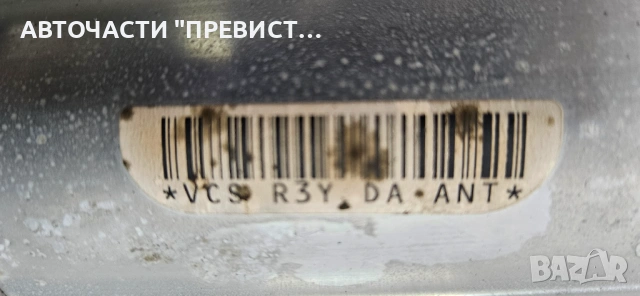 АВТОЧАСТИ "ПРЕВИСТ...
*VCS R3Y DA ANT*
BAZAR